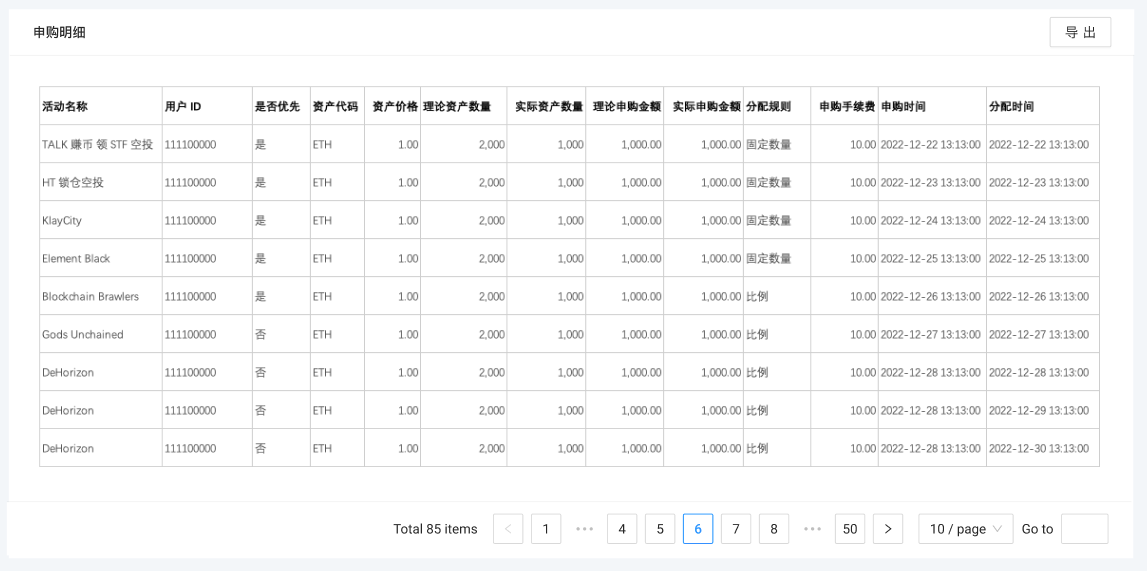 申购明细
导 出
活动名称 用户 ID 是否优先 资产代码 资产价格 理论资产数量 实际资产数量 理论申购金额 实际申购金额 分配规则 申购手续费 申购时间 分配时间
TALK 赚币 领 STF 空投 111100000 是 ETH 1.00 2,000 1,000 1,000.00 1,000.00 固定数量 10.00 2022-12-22 13:13:00 2022-12-22 13:13:00
HT 锁仓空投 111100000 是 ETH 1.00 2,000 1,000 1,000.00 1,000.00 固定数量 10.00 2022-12-23 13:13:00 2022-12-23 13:13:00
KlayCity 111100000 是 ETH 1.00 2,000 1,000 1,000.00 1,000.00 固定数量 10.00 2022-12-24 13:13:00 2022-12-24 13:13:00
Element Black 111100000 是 ETH 1.00 2,000 1,000 1,000.00 1,000.00 固定数量 10.00 2022-12-25 13:13:00 2022-12-25 13:13:00
Blockchain Brawlers 111100000 是 ETH 1.00 2,000 1,000 1,000.00 1,000.00 比例 10.00 2022-12-26 13:13:00 2022-12-26 13:13:00
Gods Unchained 111100000 否 ETH 1.00 2,000 1,000 1,000.00 1,000.00 比例 10.00 2022-12-27 13:13:00 2022-12-27 13:13:00
DeHorizon 111100000 否 ETH 1.00 2,000 1,000 1,000.00 1,000.00 比例 10.00 2022-12-28 13:13:00 2022-12-28 13:13:00
DeHorizon 111100000 否 ETH 1.00 2,000 1,000 1,000.00 1,000.00 比例 10.00 2022-12-28 13:13:00 2022-12-29 13:13:00
DeHorizon 111100000 否 ETH 1.00 2,000 1,000 1,000.00 1,000.00 比例 10.00 2022-12-28 13:13:00 2022-12-30 13:13:00
Total 85 items < 1 ••• 4 5 6 7 8 ••• 50 > 10 / page Go to